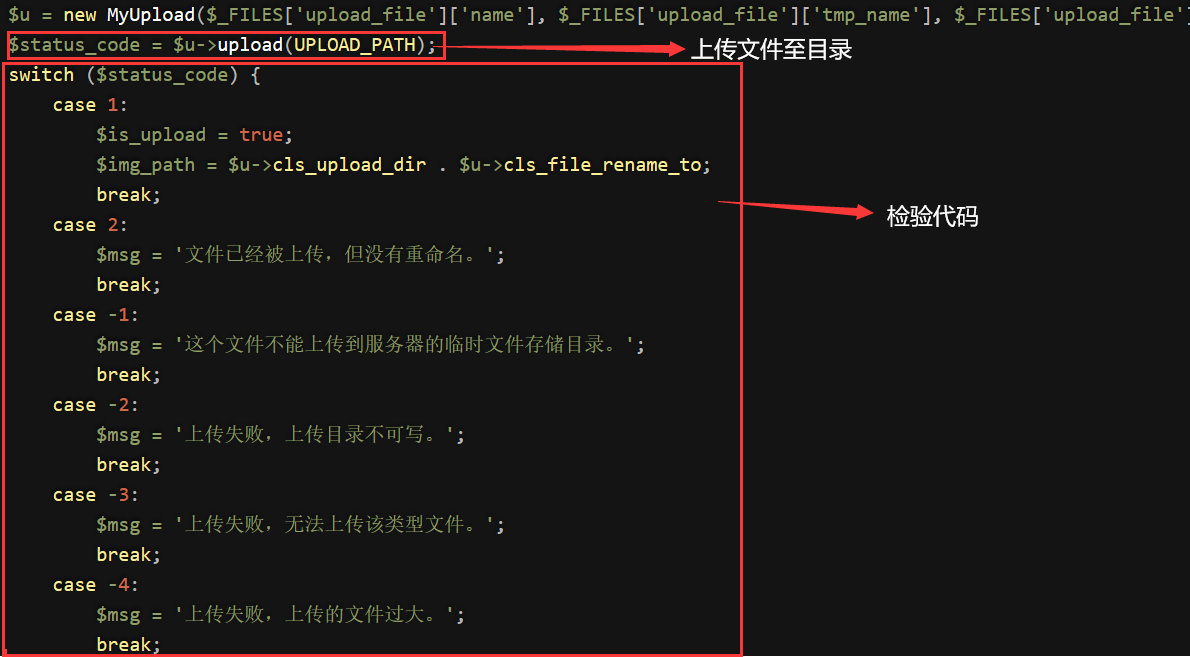 $u = new MyUpload($_FILES['upload_file']['name'], $_FILES['upload_file']['tmp_name'], $_FILES['upload_file']
$status_code = $u->upload(UPLOAD_PATH); 上传文件至目录
switch ($status_code) {
case 1:
$is_upload = true;
$img_path = $u->cls_upload_dir . $u->cls_file_rename_to;
break; 检验代码
case 2:
$msg = '文件已经被上传，但没有重命名。';
break;
case -1:
$msg = '这个文件不能上传到服务器的临时文件存储目录。';
break;
case -2:
$msg = '上传失败，上传目录不可写。';
break;
case -3:
$msg = '上传失败，无法上传该类型文件。';
break;
case -4:
$msg = '上传失败，上传的文件过大。';
break;